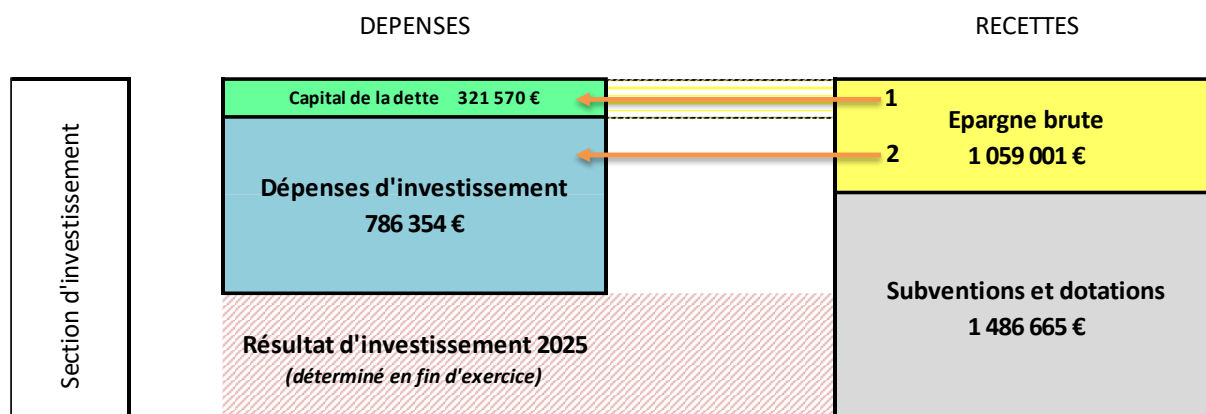 DEPENSES
RECETTES
Section d'investissement
Capital de la dette 321 570 €
1
Epargne brute
1 059 001 €
2
Dépenses d'investissement
786 354 €
Subventions et dotations
1 486 665 €
Résultat d'investissement 2025
(déterminé en fin d'exercice)